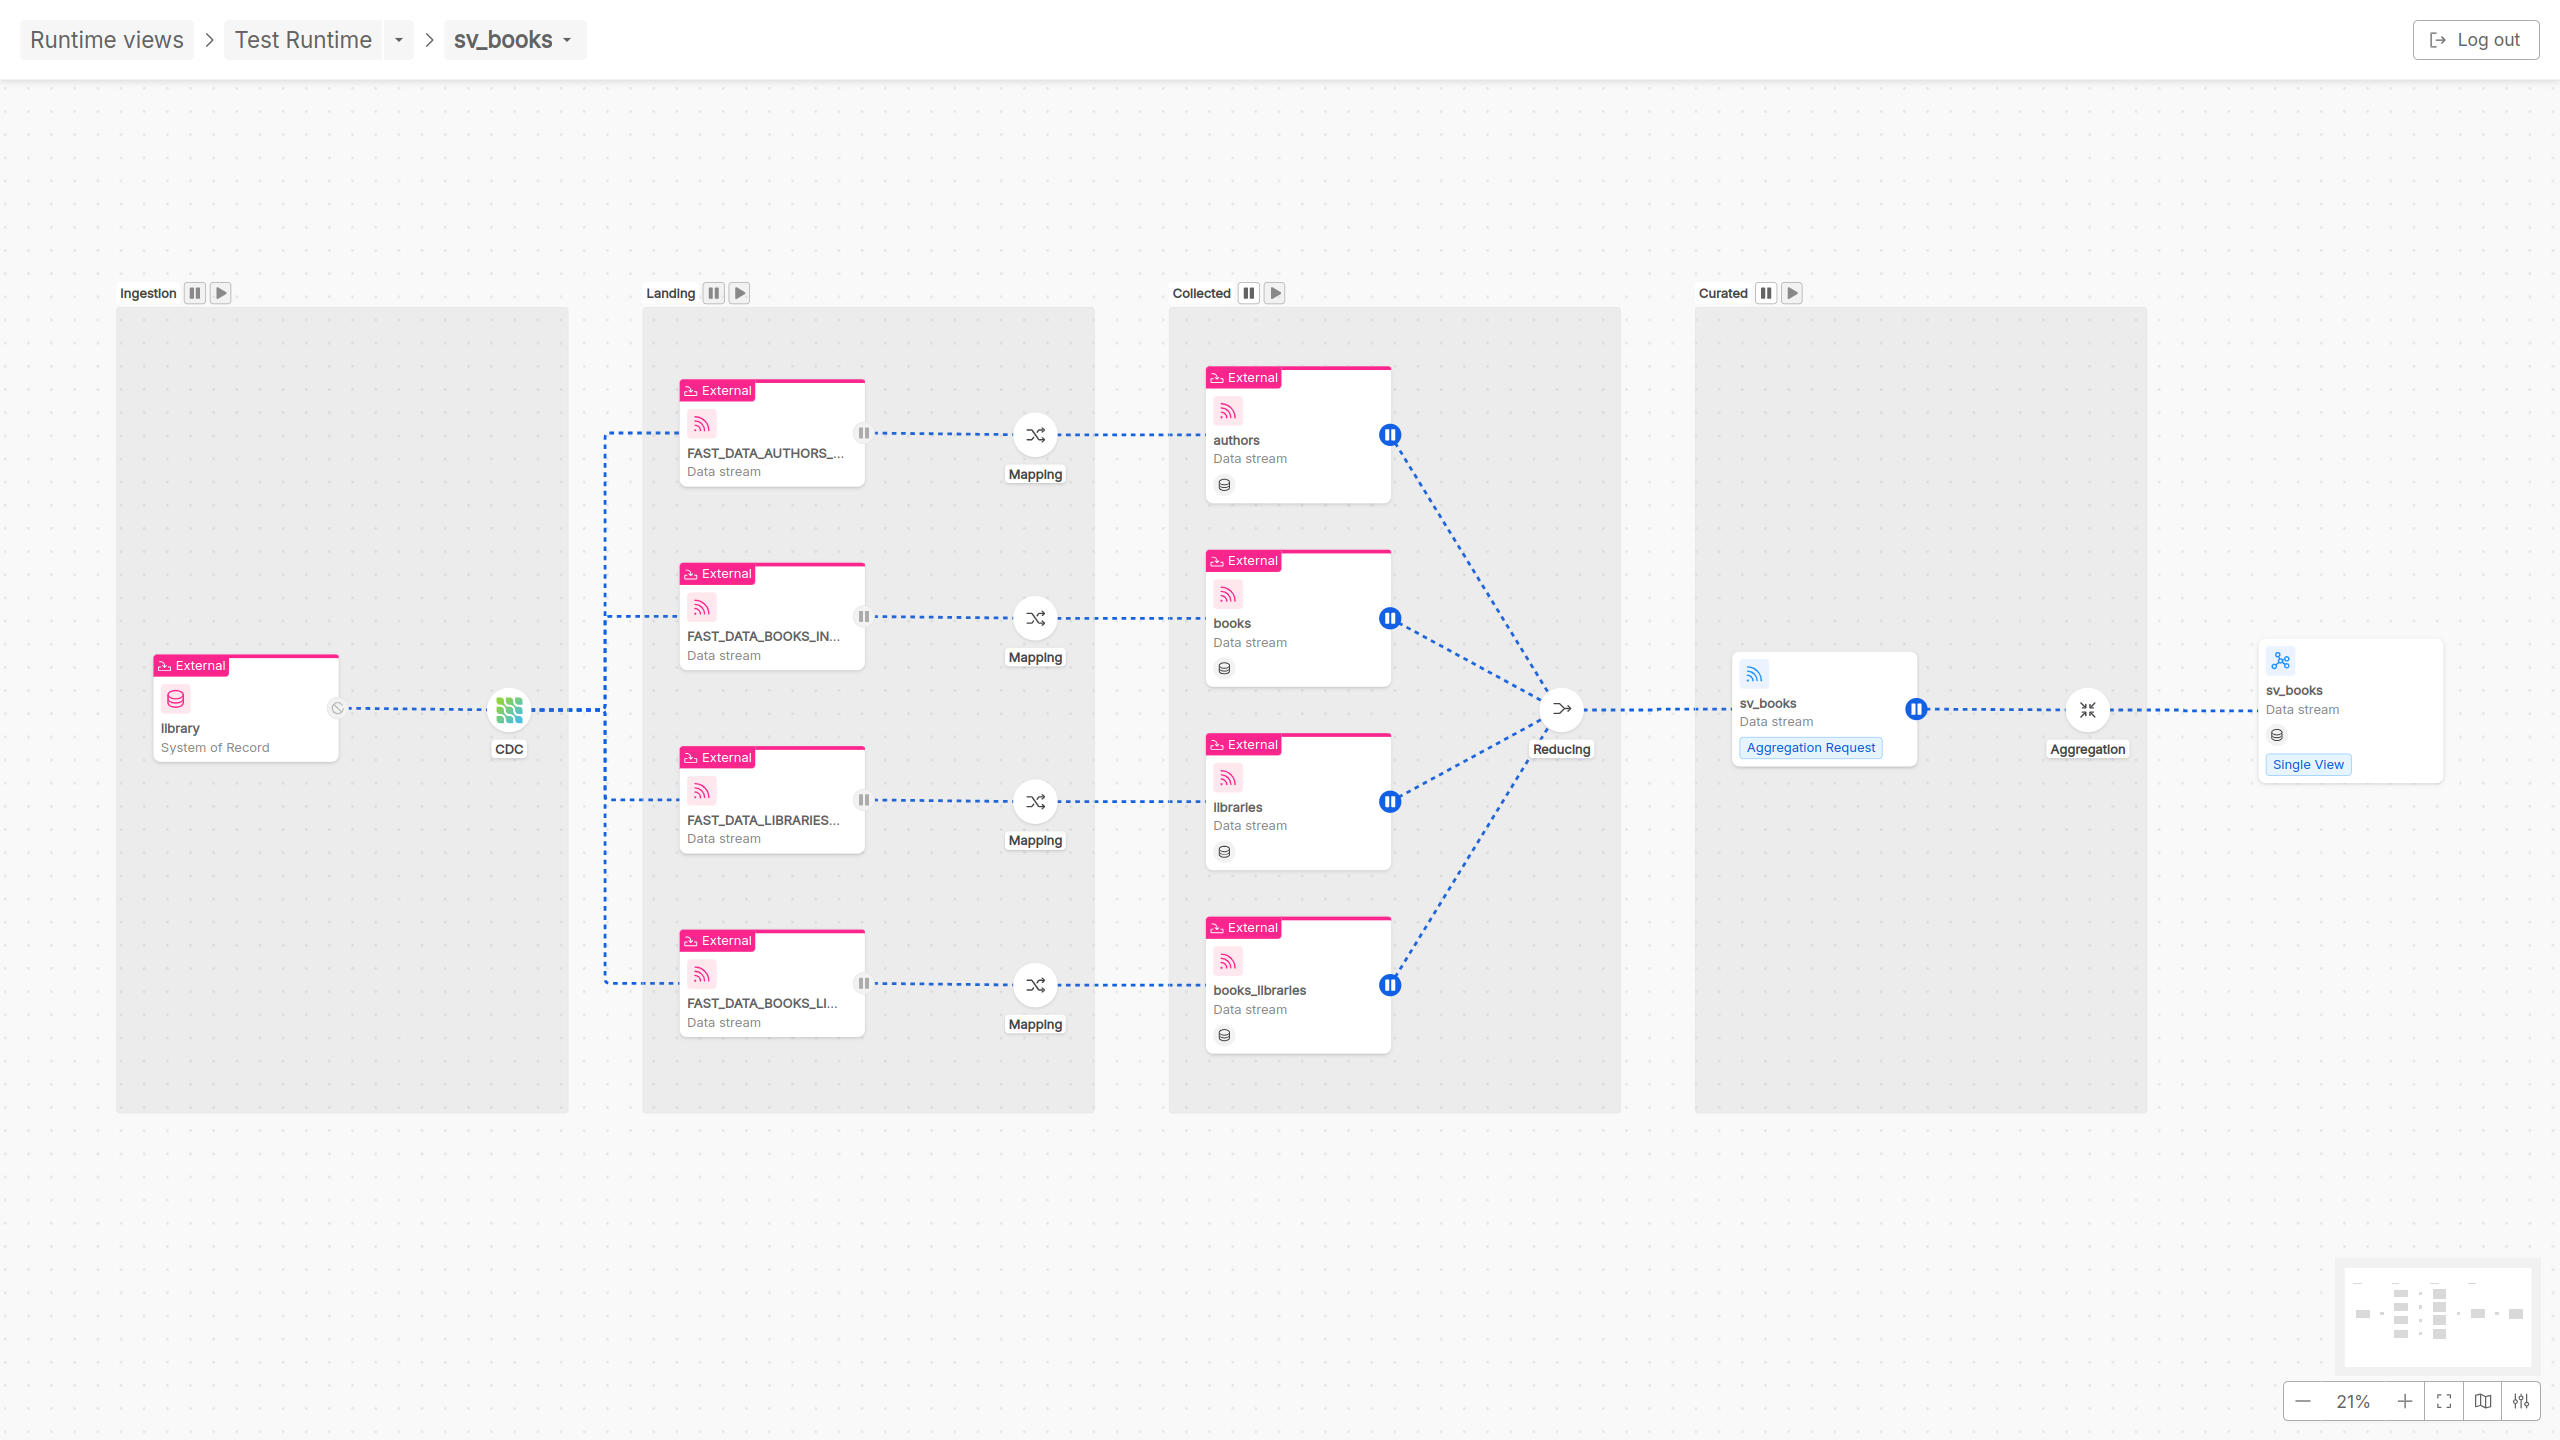 Runtime views
Test Runtime
sv_books
Log out
Ingestion
Landing
Collected
Curated
External
library
System of Record
CDC
External
FAST_DATA_AUTHORS_...
Data stream
Mapping
External
FAST_DATA_BOOKS_IN...
Data stream
Mapping
External
FAST_DATA_LIBRARIES...
Data stream
Mapping
External
FAST_DATA_BOOKS_LI...
Data stream
Mapping
External
authors
Data stream
External
books
Data stream
External
libraries
Data stream
External
books_libraries
Data stream
Reducing
sv_books
Data stream
Aggregation Request
Aggregation
sv_books
Data stream
Single View
21%